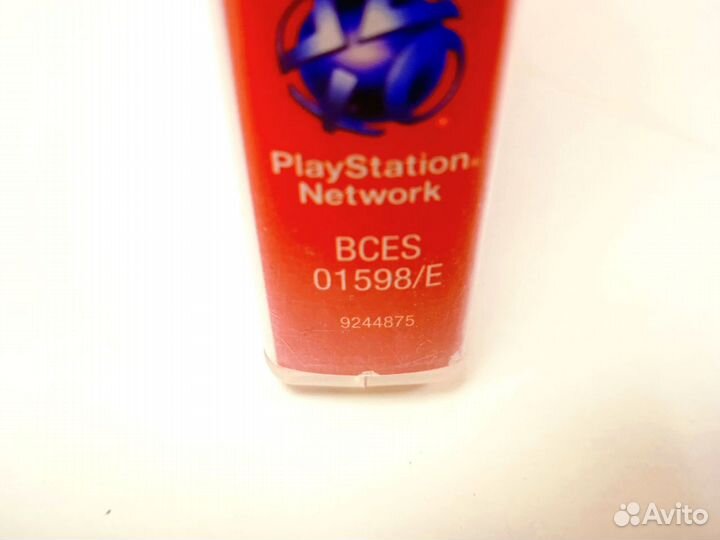 PlayStation®
Network
BCES
01598/E
9244875
Avito